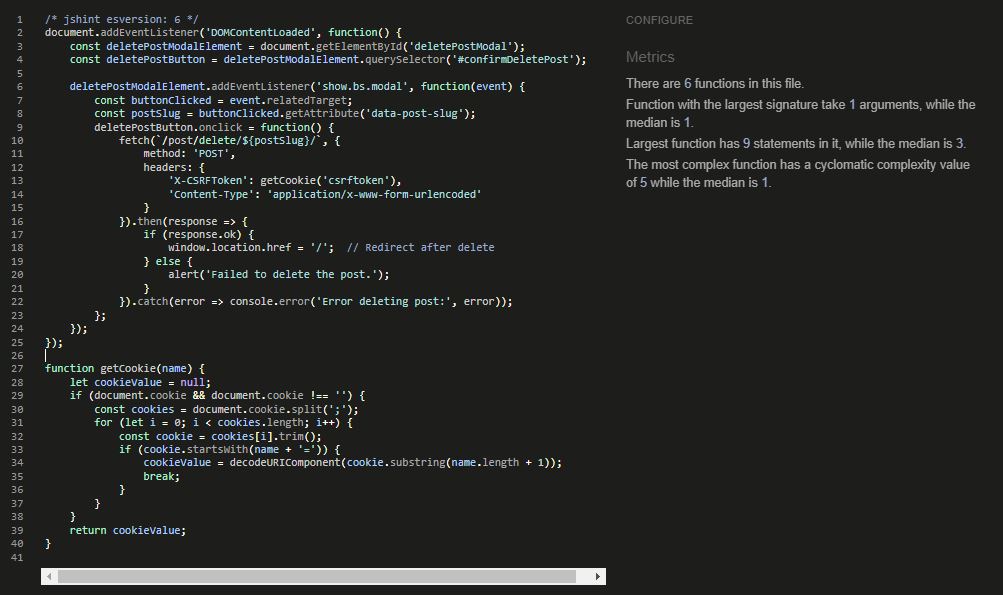 1 /* jshint esversion: 6 */
2 document.addEventListener('DOMContentLoaded', function() {
3     const deletePostModalElement = document.getElementById('deletePostModal');
4     const deletePostButton = deletePostModalElement.querySelector('#confirmDeletePost');
5
6     deletePostModalElement.addEventListener('show.bs.modal', function(event) {
7         const buttonClicked = event.relatedTarget;
8         const postSlug = buttonClicked.getAttribute('data-post-slug');
9         deletePostButton.onclick = function() {
10             fetch(`/post/delete/${postSlug}/`, {
11                 method: 'POST',
12                 headers: {
13                     'X-CSRFToken': getCookie('csrftoken'),
14                     'Content-Type': 'application/x-www-form-urlencoded'
15                 }
16             }).then(response => {
17                 if (response.ok) {
18                     window.location.href = '/';  // Redirect after delete
19                 } else {
20                     alert('Failed to delete the post.');
21                 }
22             }).catch(error => console.error('Error deleting post:', error));
23         };
24     });
25 });
26
27 function getCookie(name) {
28     let cookieValue = null;
29     if (document.cookie && document.cookie !== '') {
30         const cookies = document.cookie.split(';');
31         for (let i = 0; i < cookies.length; i++) {
32             const cookie = cookies[i].trim();
33             if (cookie.startsWith(name + '=')) {
34                 cookieValue = decodeURIComponent(cookie.substring(name.length + 1));
35                 break;
36             }
37         }
38     }
39     return cookieValue;
40 }
41
CONFIGURE
Metrics
There are 6 functions in this file.
Function with the largest signature take 1 arguments, while the
median is 1.
Largest function has 9 statements in it, while the median is 3.
The most complex function has a cyclomatic complexity value
of 5 while the median is 1.